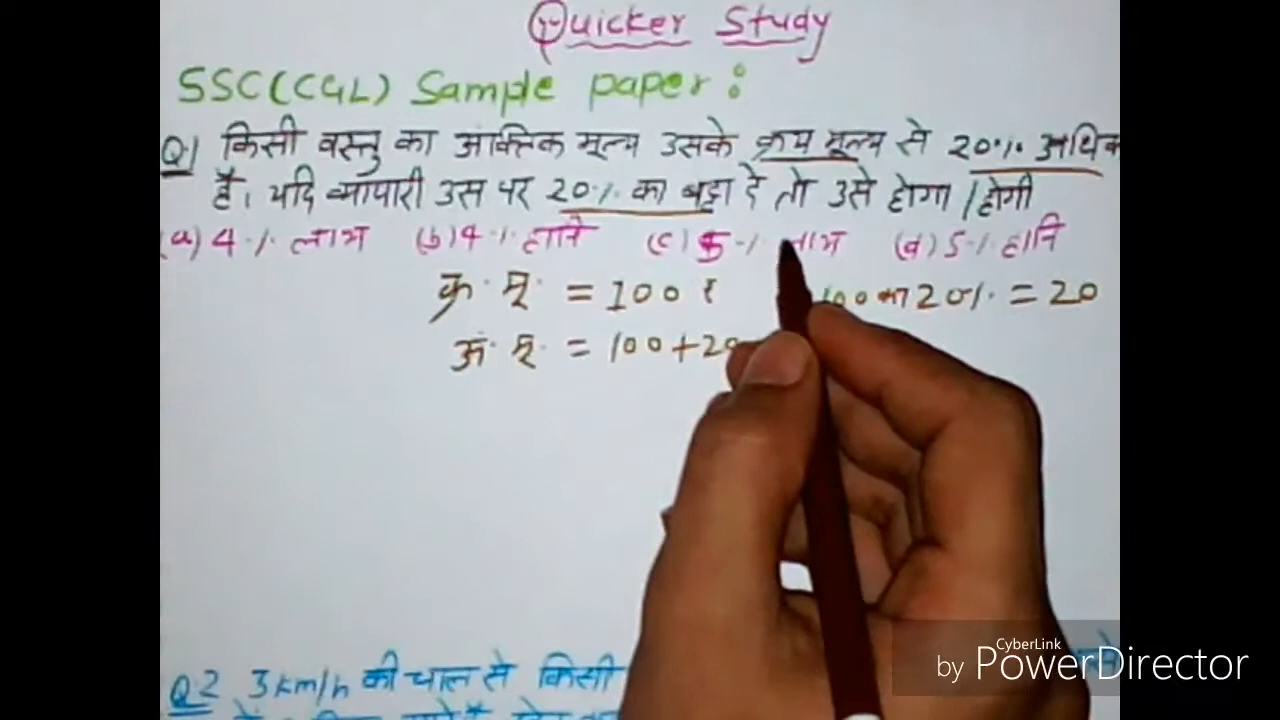 Quicker Study
SSC(CGL) Sample paper:
Q1 किसी वस्तु का अंकित मूल्य उसके क्रय मूल्य से 20% अधिक
है। यदि व्यापारी उस पर 20% का बट्टा दे तो उसे होगा/होगी
(a) 4% लाभ (b) 4% हानि (c) 5% लाभ (d) 5% हानि
क्र. मू. = 100 ₹ 100 का 20% = 20
अं. मू. = 100+20
Q2 3km/h की चाल से किसी
CyberLink
by PowerDirector